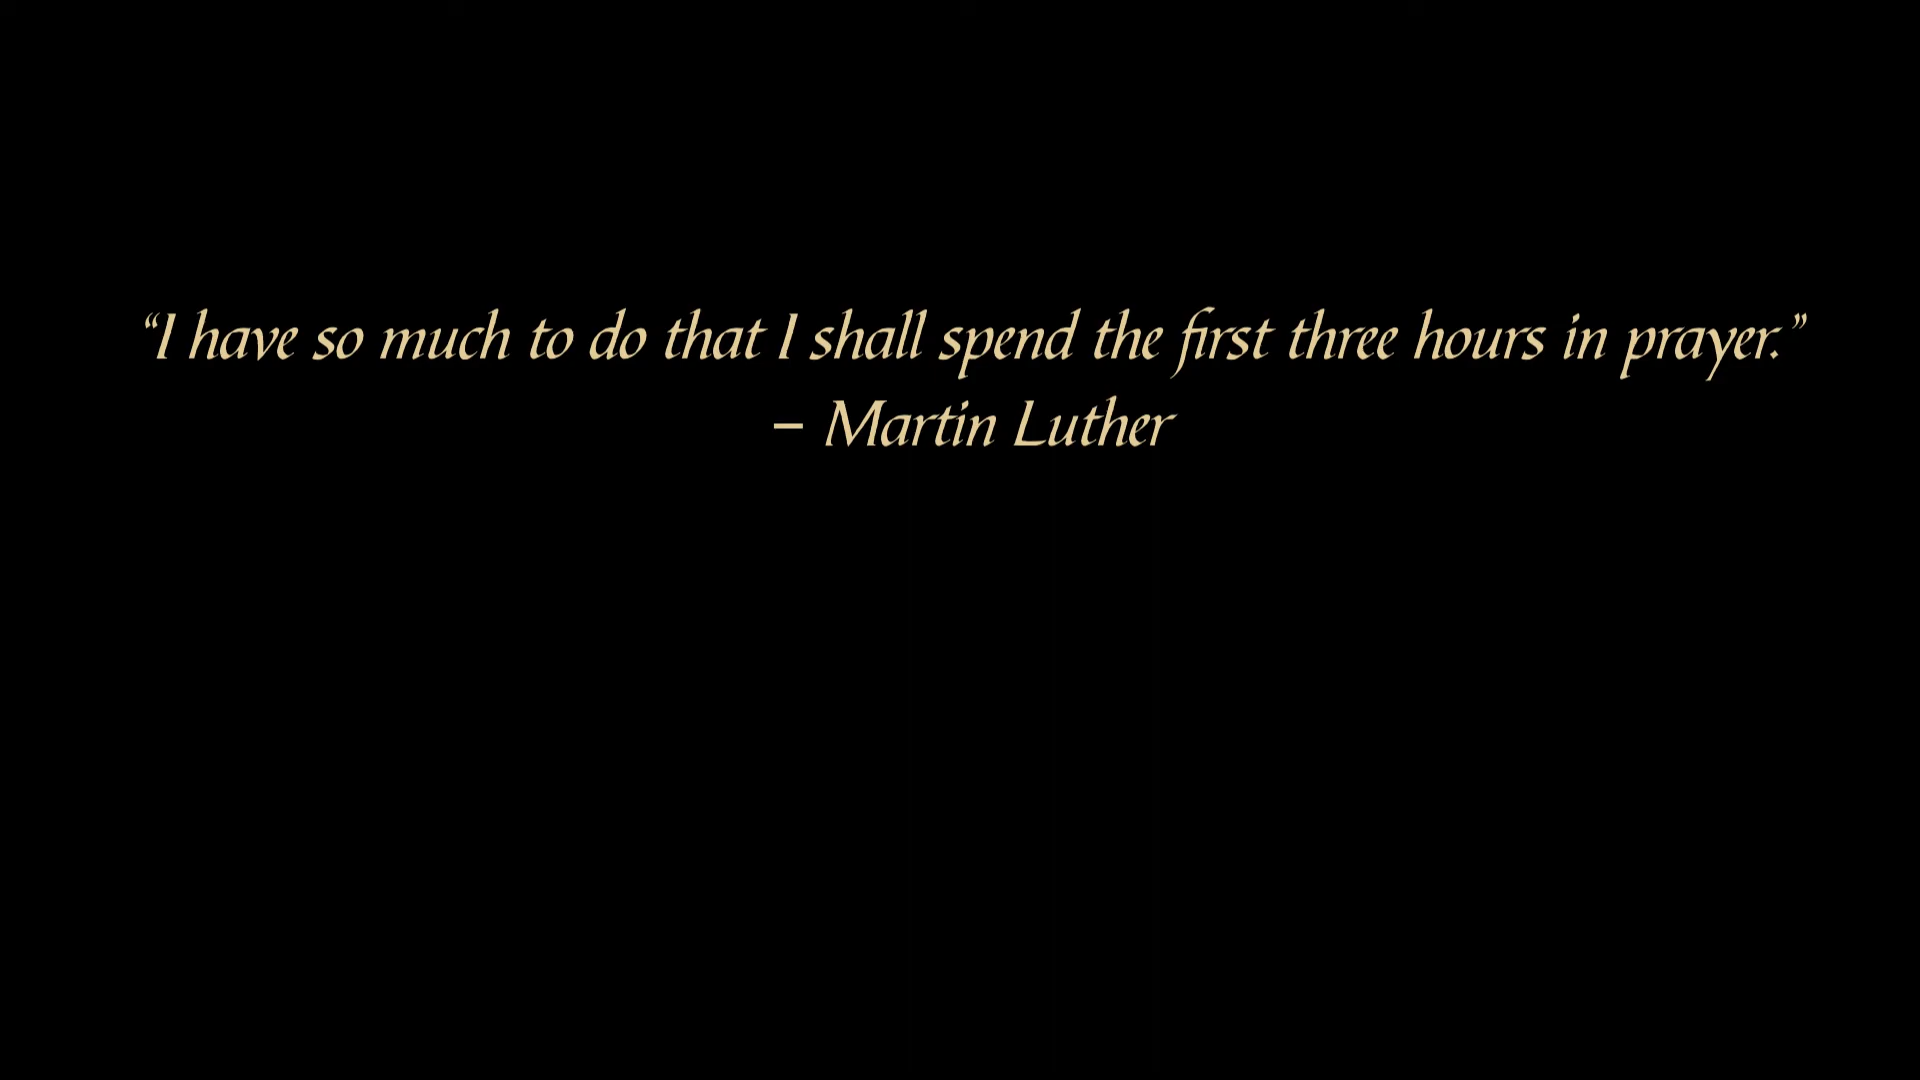 “I have so much to do that I shall spend the first three hours in prayer.”
– Martin Luther